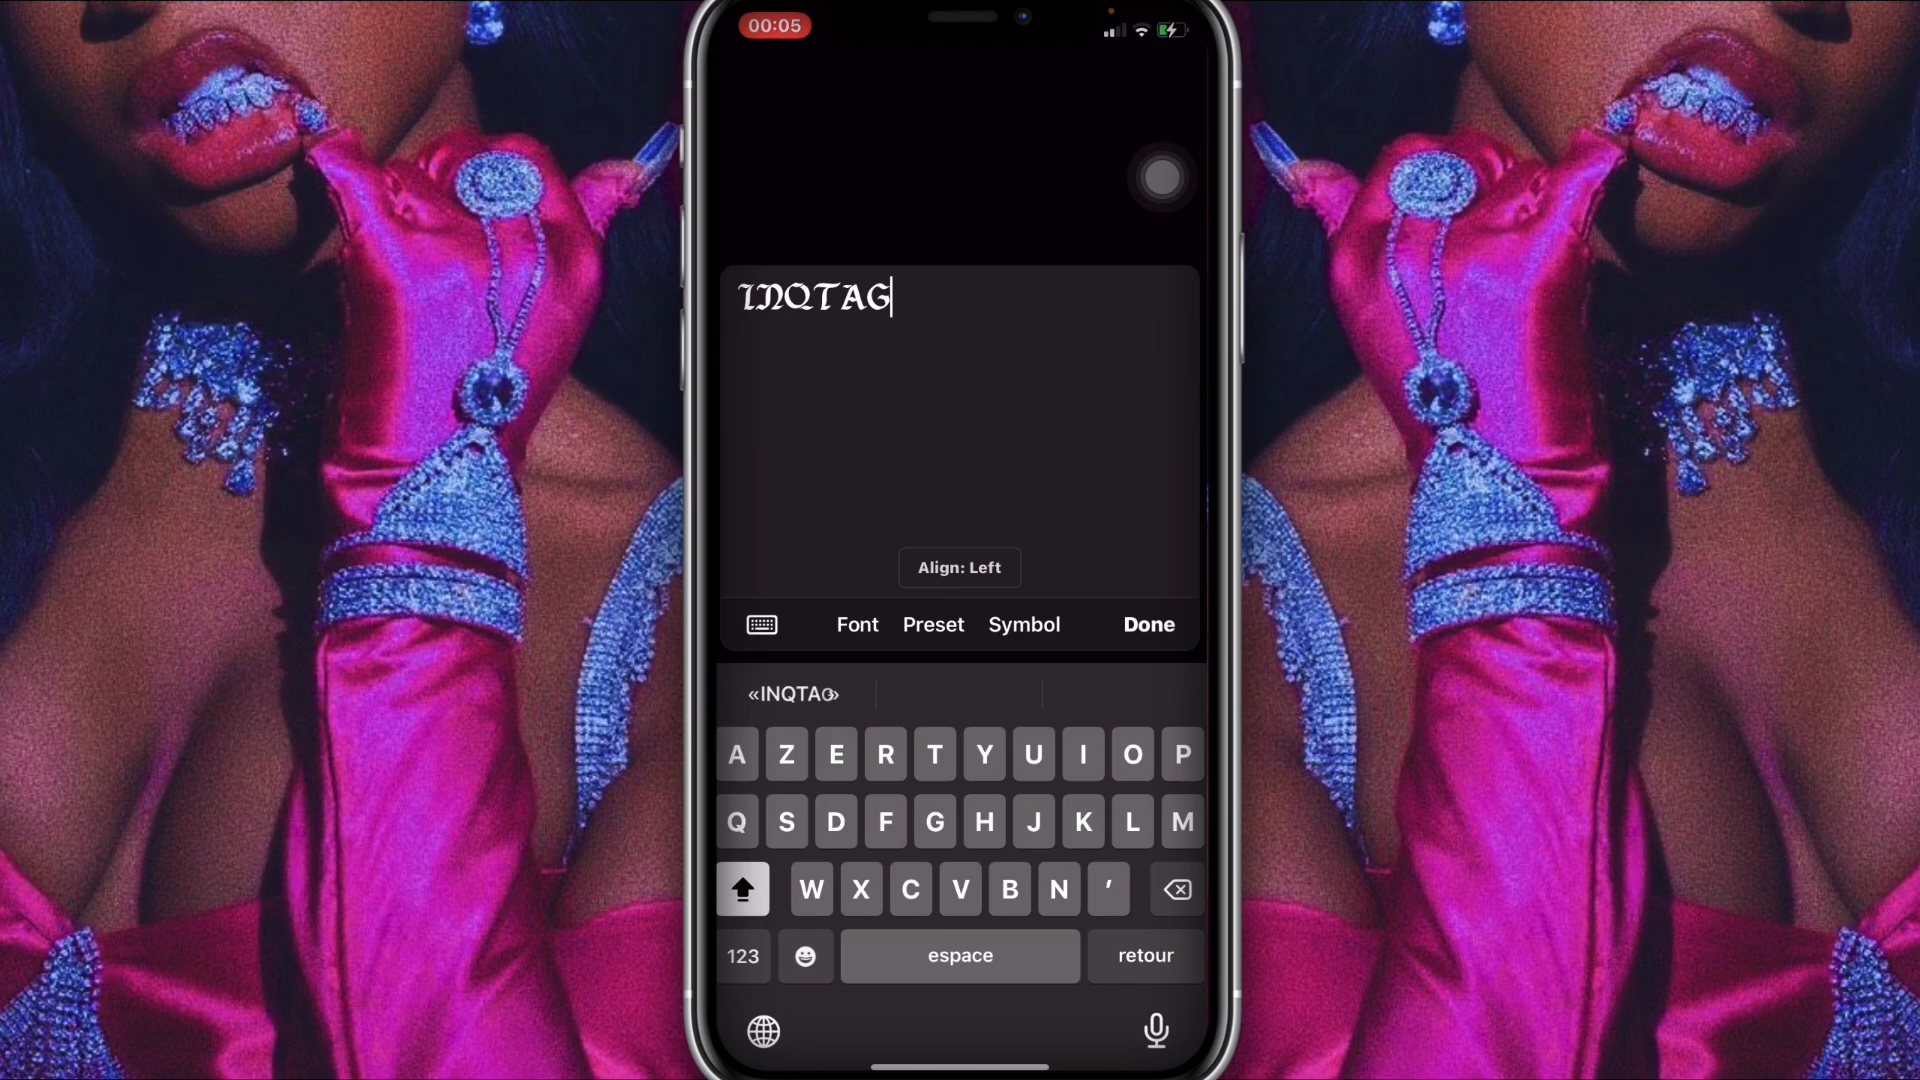 00:05
INQTAG
Align: Left
Font Preset Symbol Done
«INQTAG»
A Z E R T Y U I O P
Q S D F G H J K L M
W X C V B N '
123 espace retour